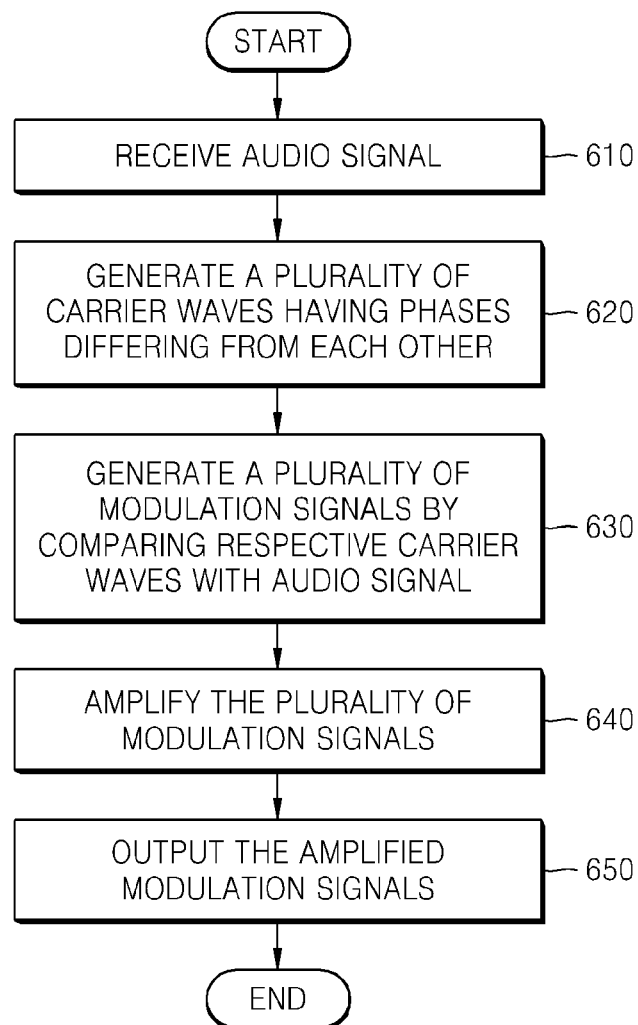 START
RECEIVE AUDIO SIGNAL
610
GENERATE A PLURALITY OF
CARRIER WAVES HAVING PHASES
DIFFERING FROM EACH OTHER
620
GENERATE A PLURALITY OF
MODULATION SIGNALS BY
COMPARING RESPECTIVE CARRIER
WAVES WITH AUDIO SIGNAL
630
AMPLIFY THE PLURALITY OF
MODULATION SIGNALS
640
OUTPUT THE AMPLIFIED
MODULATION SIGNALS
650
END